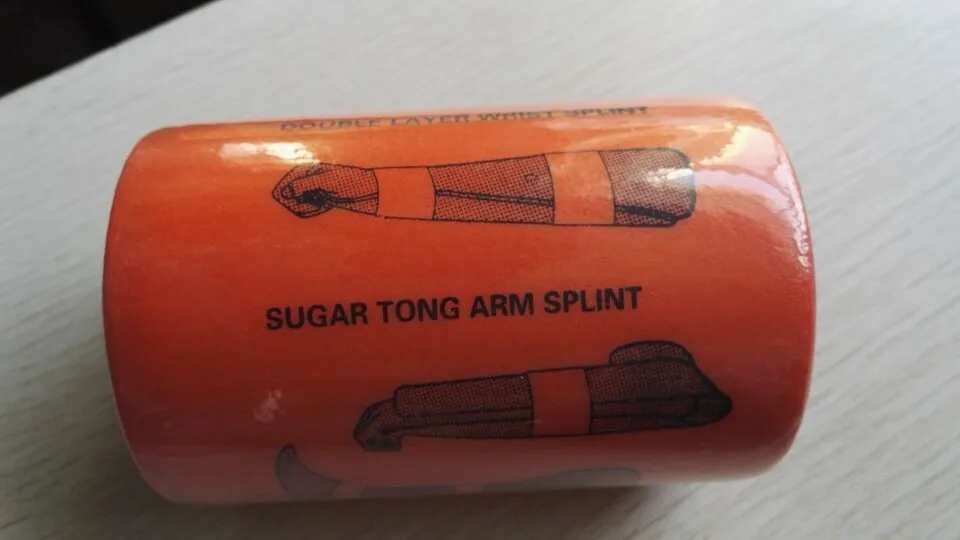 DOUBLE LAYER WRIST SPLINT
SUGAR TONG ARM SPLINT